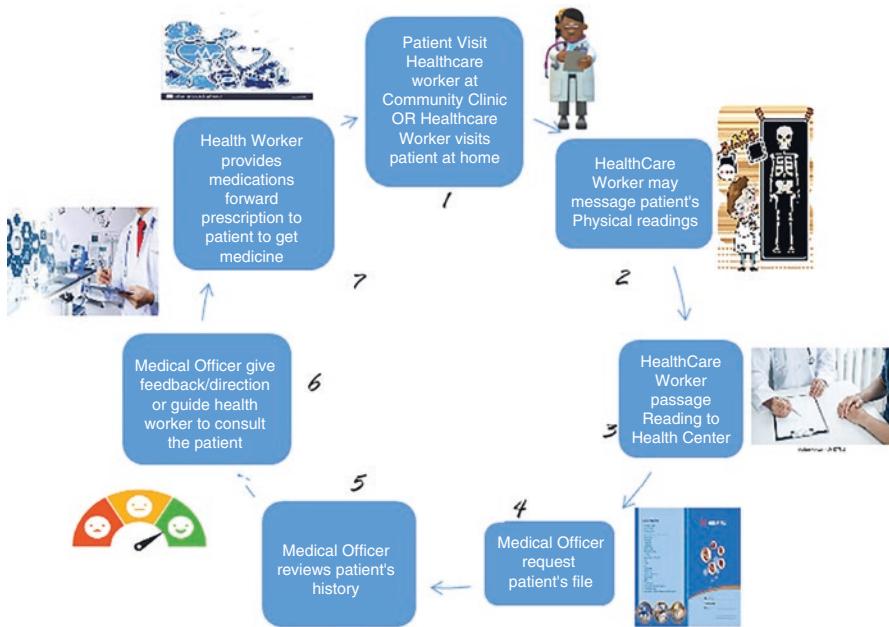 Patient Visit
Healthcare
worker at
Community Clinic
OR Healthcare
Worker visits
patient at home
1
HealthCare
Worker may
message patient's
Physical readings
2
HealthCare
Worker
passage
Reading to
Health Center
3
4
Medical Officer
request
patient's file
5
Medical Officer
reviews patient's
history
Medical Officer give
feedback/direction
or guide health
worker to consult
the patient
6
Health Worker
provides
medications
forward
prescription to
patient to get
medicine
7